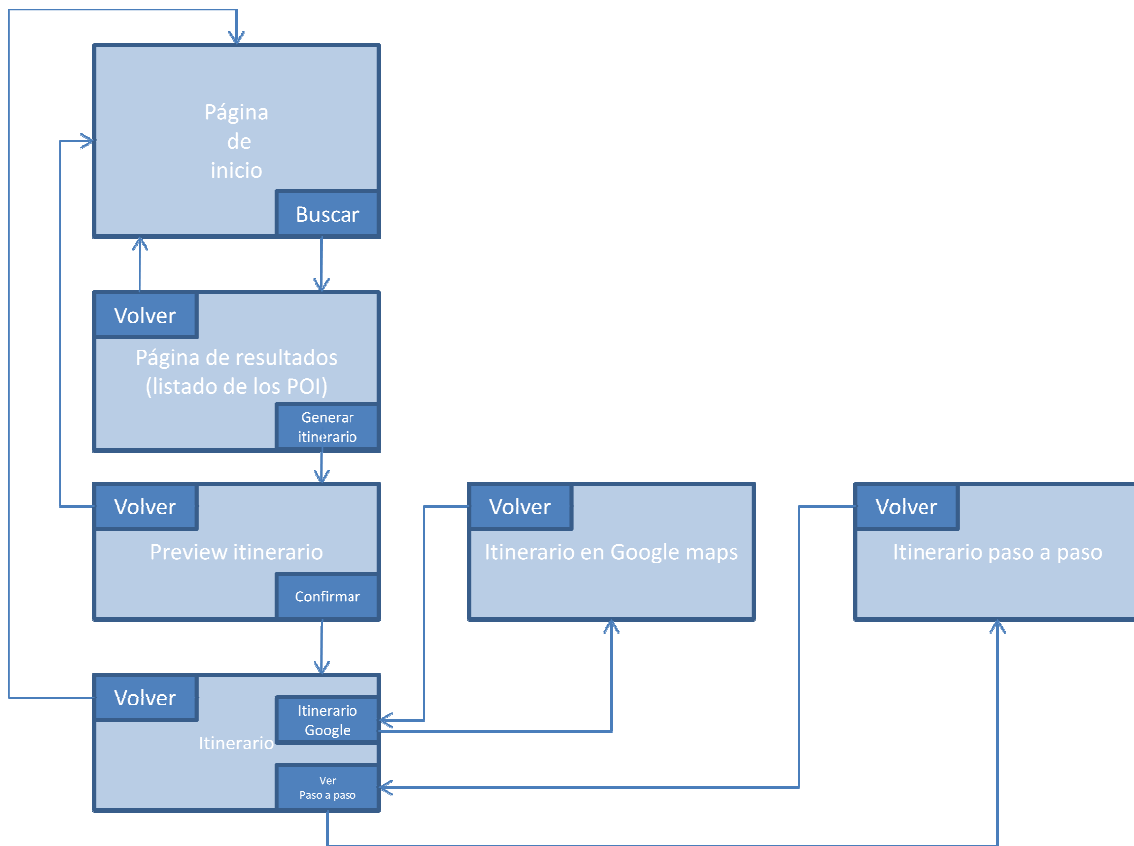 Página
de
inicio
Buscar
Volver
Página de resultados
(listado de los POI)
Generar
itinerario
Volver
Preview itinerario
Confirmar
Volver
Itinerario en Google maps
Volver
Itinerario paso a paso
Volver
Itinerario
Google
Itinerario
Ver
Paso a paso